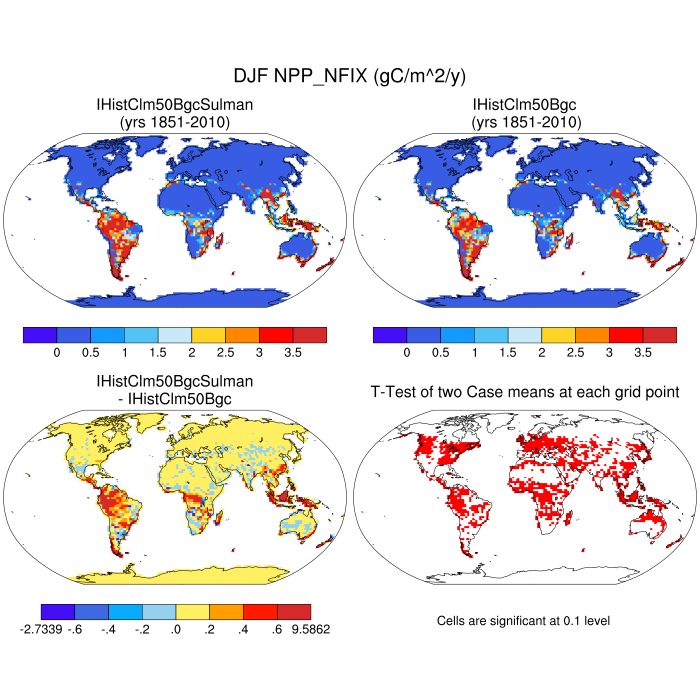 DJF NPP_NFIX (gC/m^2/y)
IHistClm50BgcSulman
(yrs 1851-2010)
IHistClm50Bgc
(yrs 1851-2010)
0 0.5 1 1.5 2 2.5 3 3.5
0 0.5 1 1.5 2 2.5 3 3.5
IHistClm50BgcSulman
- IHistClm50Bgc
T-Test of two Case means at each grid point
-2.7339 -.6 -.4 -.2 .0 .2 .4 .6 9.5862
Cells are significant at 0.1 level